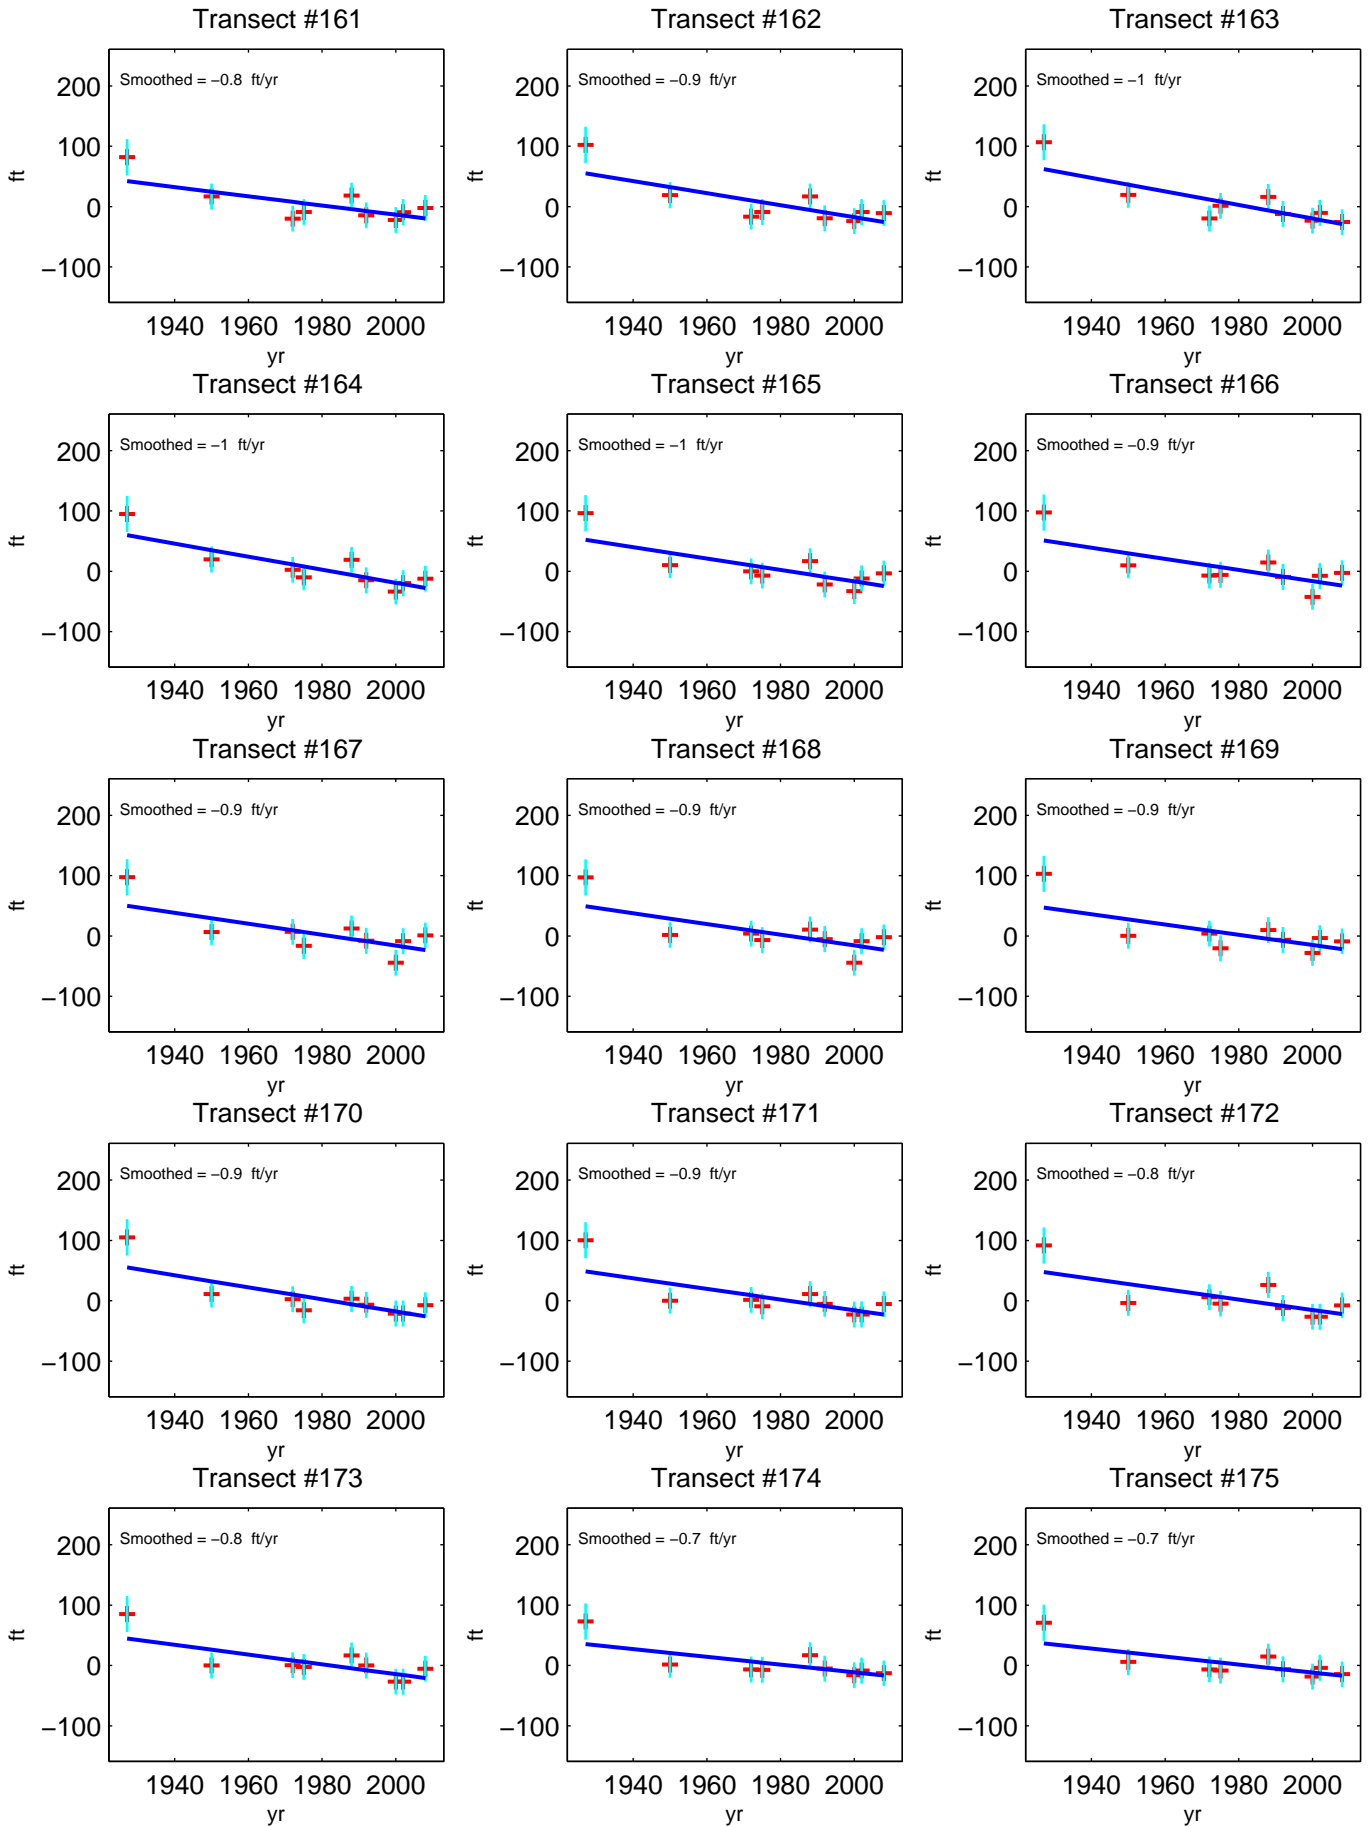 Transect #161 Transect #162 Transect #163
Smoothed = −0.8 ft/yr Smoothed = −0.9 ft/yr Smoothed = −1 ft/yr
200 200 200
100 100 100
ft ft ft
0 0 0
−100 −100 −100
1940 1960 1980 2000 1940 1960 1980 2000 1940 1960 1980 2000
yr yr yr
Transect #164 Transect #165 Transect #166
Smoothed = −1 ft/yr Smoothed = −1 ft/yr Smoothed = −0.9 ft/yr
200 200 200
100 100 100
ft ft ft
0 0 0
−100 −100 −100
1940 1960 1980 2000 1940 1960 1980 2000 1940 1960 1980 2000
yr yr yr
Transect #167 Transect #168 Transect #169
Smoothed = −0.9 ft/yr Smoothed = −0.9 ft/yr Smoothed = −0.9 ft/yr
200 200 200
100 100 100
ft ft ft
0 0 0
−100 −100 −100
1940 1960 1980 2000 1940 1960 1980 2000 1940 1960 1980 2000
yr yr yr
Transect #170 Transect #171 Transect #172
Smoothed = −0.9 ft/yr Smoothed = −0.9 ft/yr Smoothed = −0.8 ft/yr
200 200 200
100 100 100
ft ft ft
0 0 0
−100 −100 −100
1940 1960 1980 2000 1940 1960 1980 2000 1940 1960 1980 2000
yr yr yr
Transect #173 Transect #174 Transect #175
Smoothed = −0.8 ft/yr Smoothed = −0.7 ft/yr Smoothed = −0.7 ft/yr
200 200 200
100 100 100
ft ft ft
0 0 0
−100 −100 −100
1940 1960 1980 2000 1940 1960 1980 2000 1940 1960 1980 2000
yr yr yr